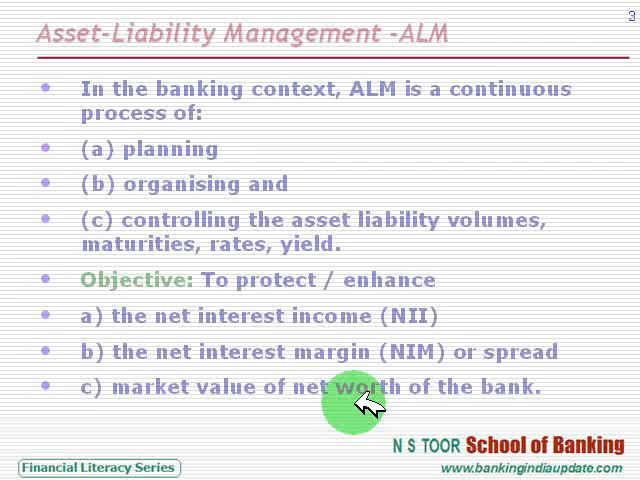 3
Asset-Liability Management -ALM
In the banking context, ALM is a continuous
process of:
(a) planning
(b) organising and
(c) controlling the asset liability volumes,
maturities, rates, yield.
Objective: To protect / enhance
a) the net interest income (NII)
b) the net interest margin (NIM) or spread
c) market value of net worth of the bank.
N S TOOR School of Banking
Financial Literacy Series
www.bankingindiaupdate.com